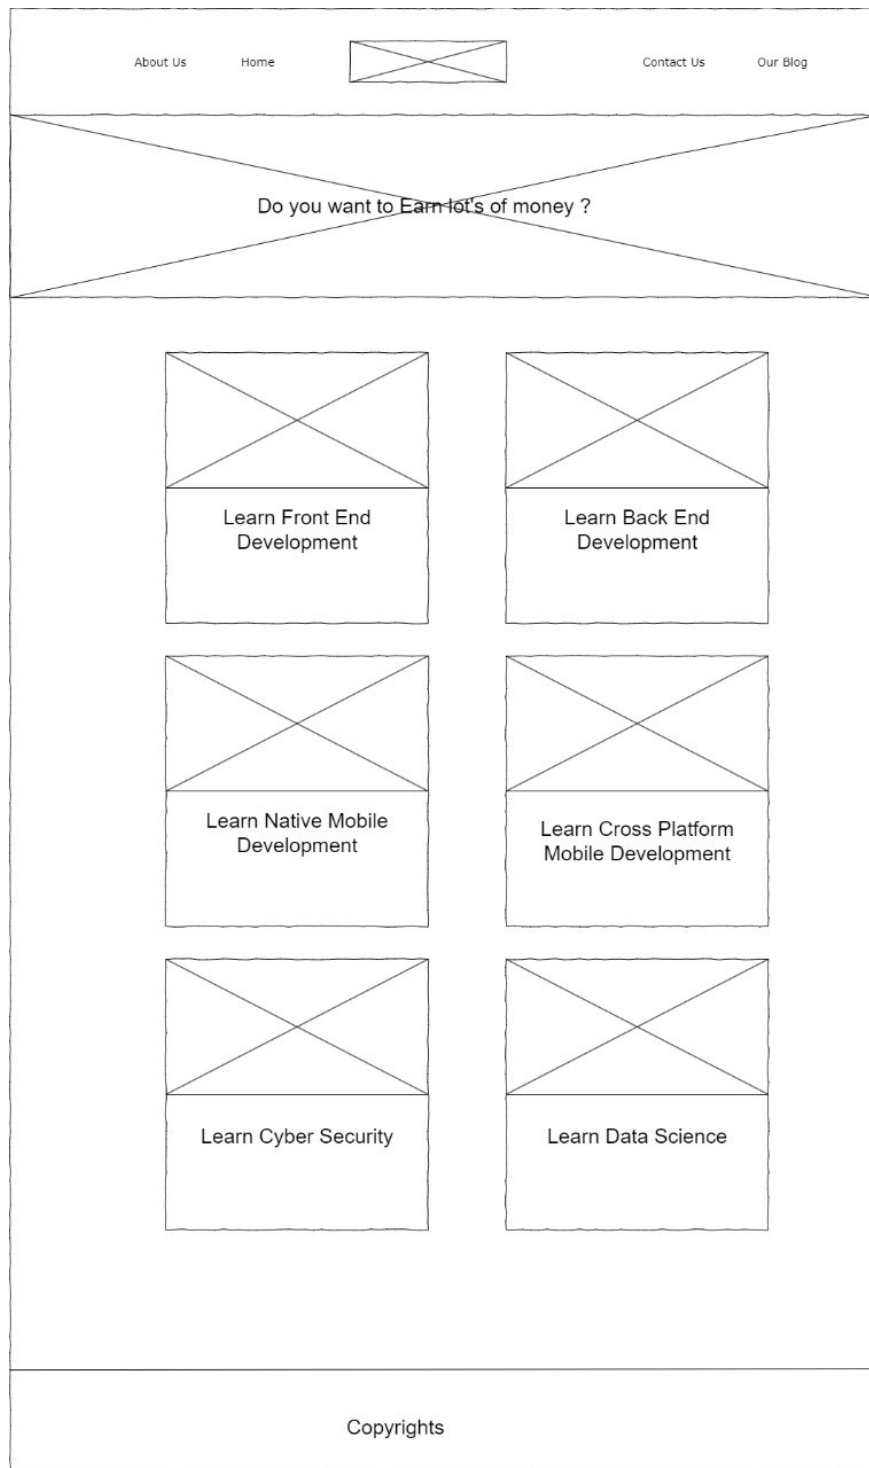 About Us Home Contact Us Our Blog
Do you want to Earn lot's of money ?
Learn Front End
Development
Learn Back End
Development
Learn Native Mobile
Development
Learn Cross Platform
Mobile Development
Learn Cyber Security
Learn Data Science
Copyrights